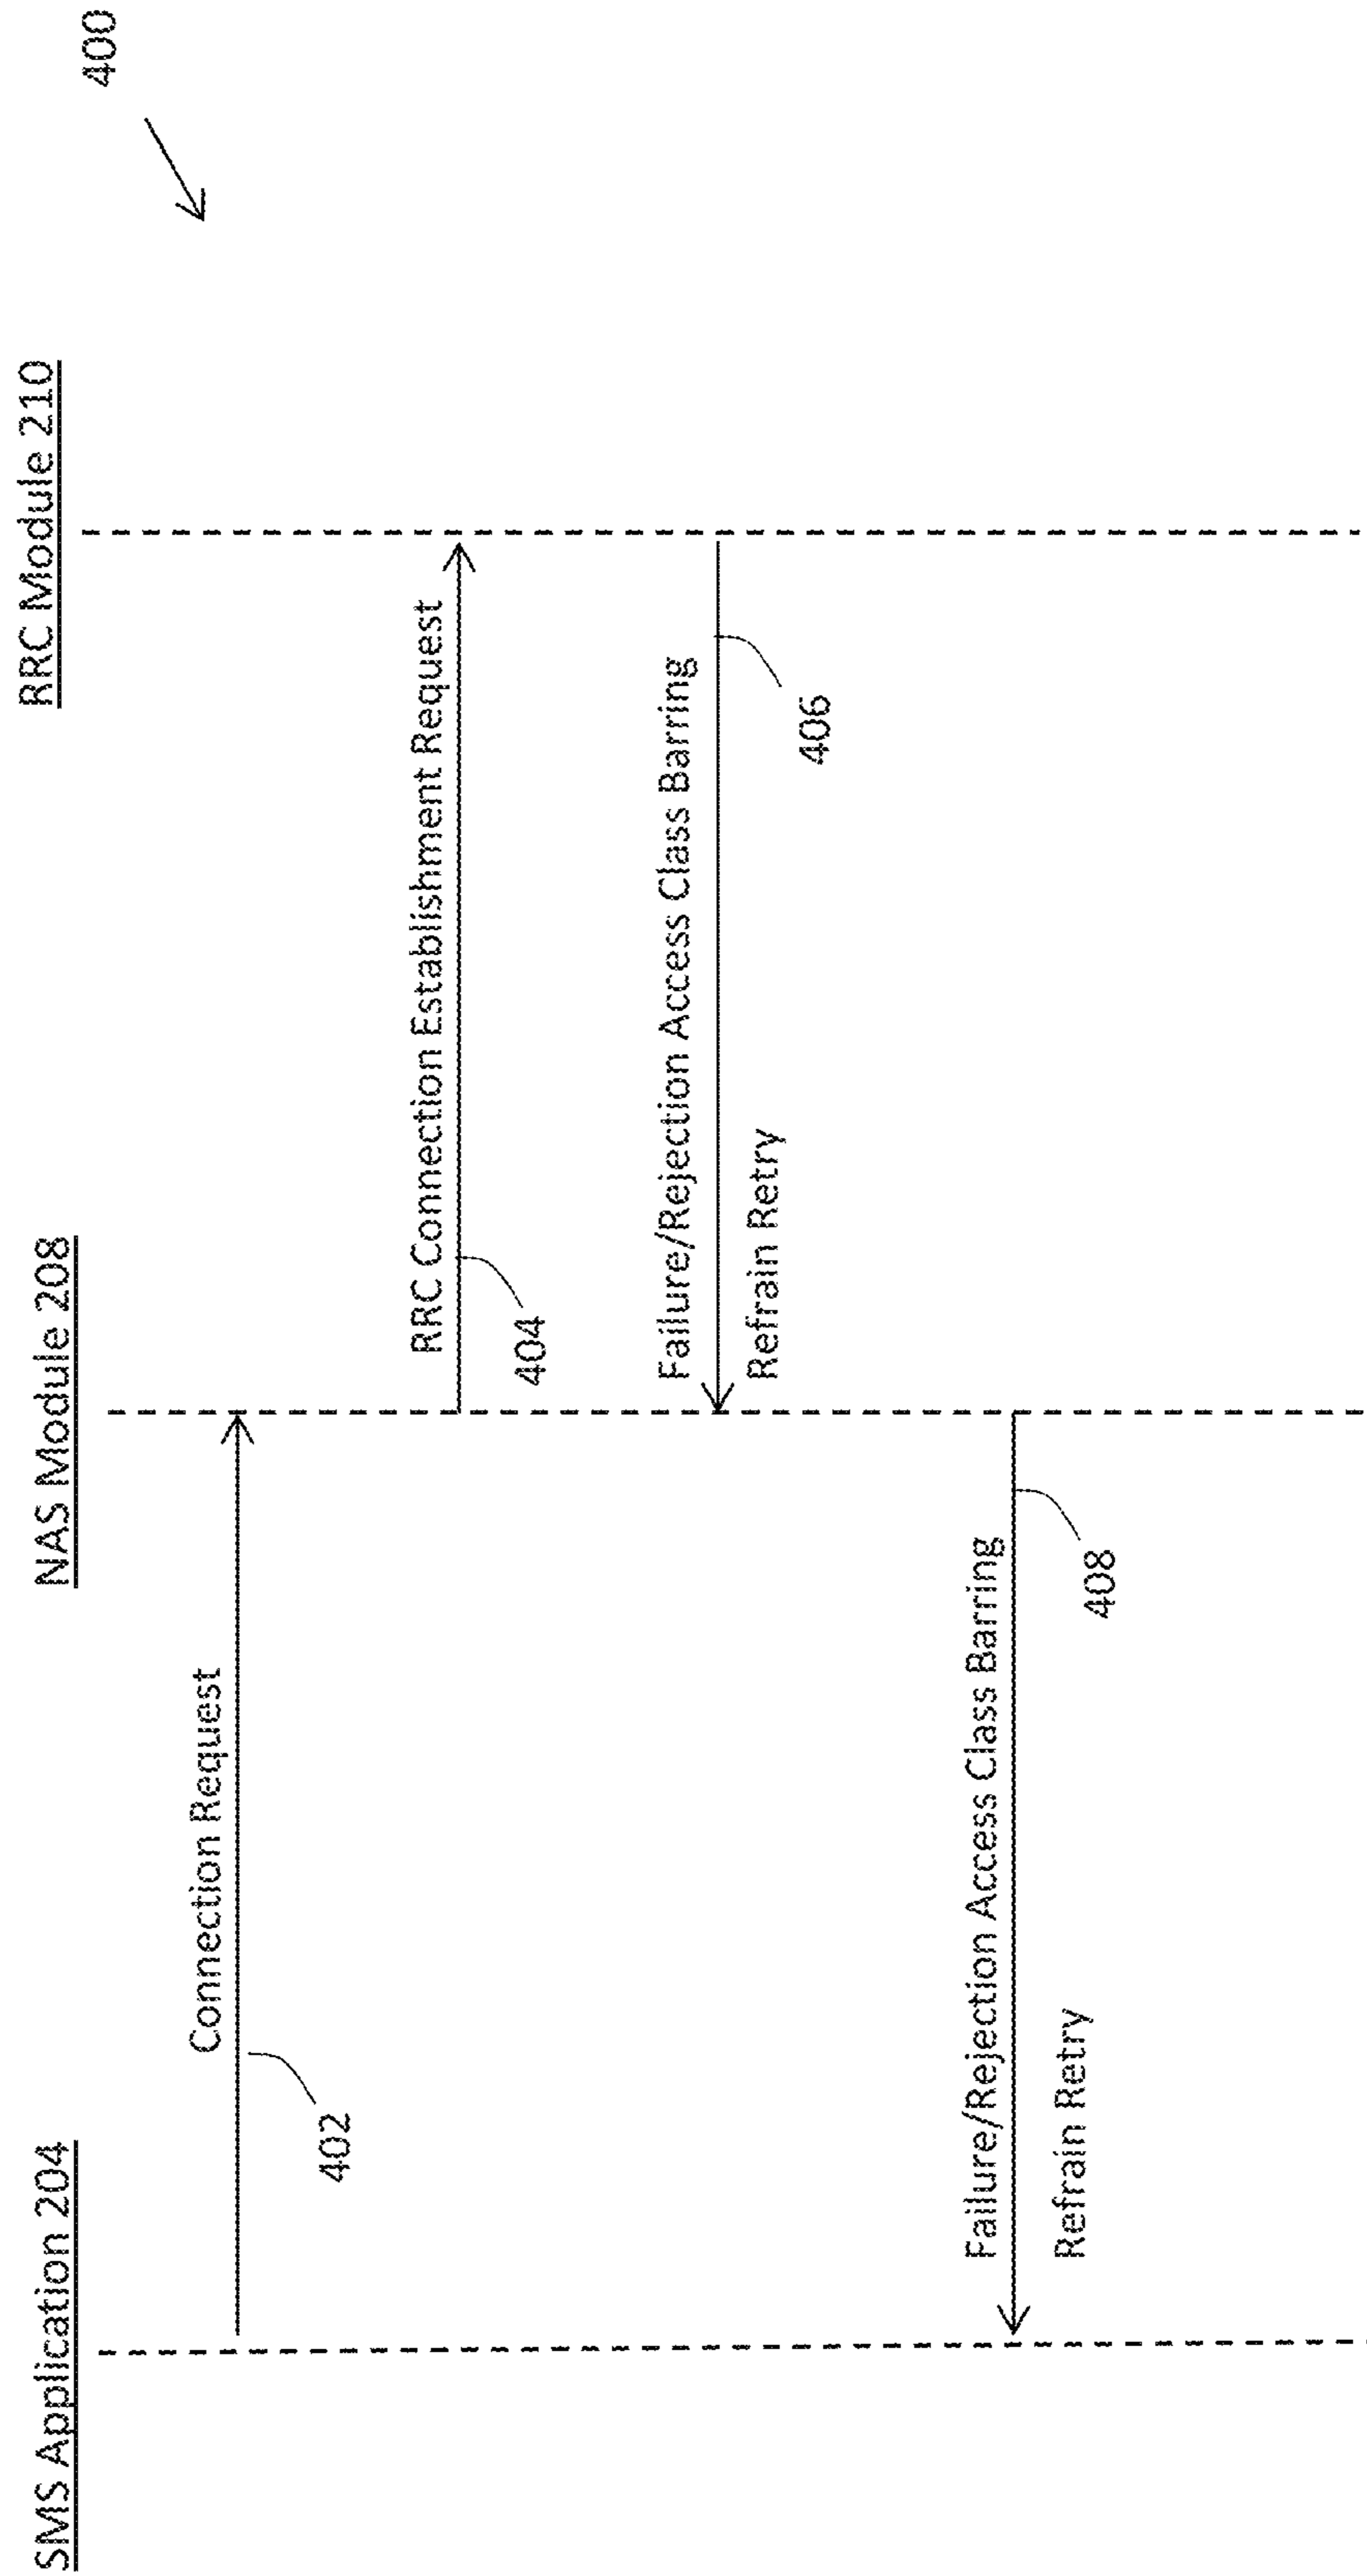 400
SMS Application 204
NAS Module 208
RRC Module 210
Connection Request
402
RRC Connection Establishment Request
404
Failure/Rejection Access Class Barring
406
Refrain Retry
Failure/Rejection Access Class Barring
408
Refrain Retry